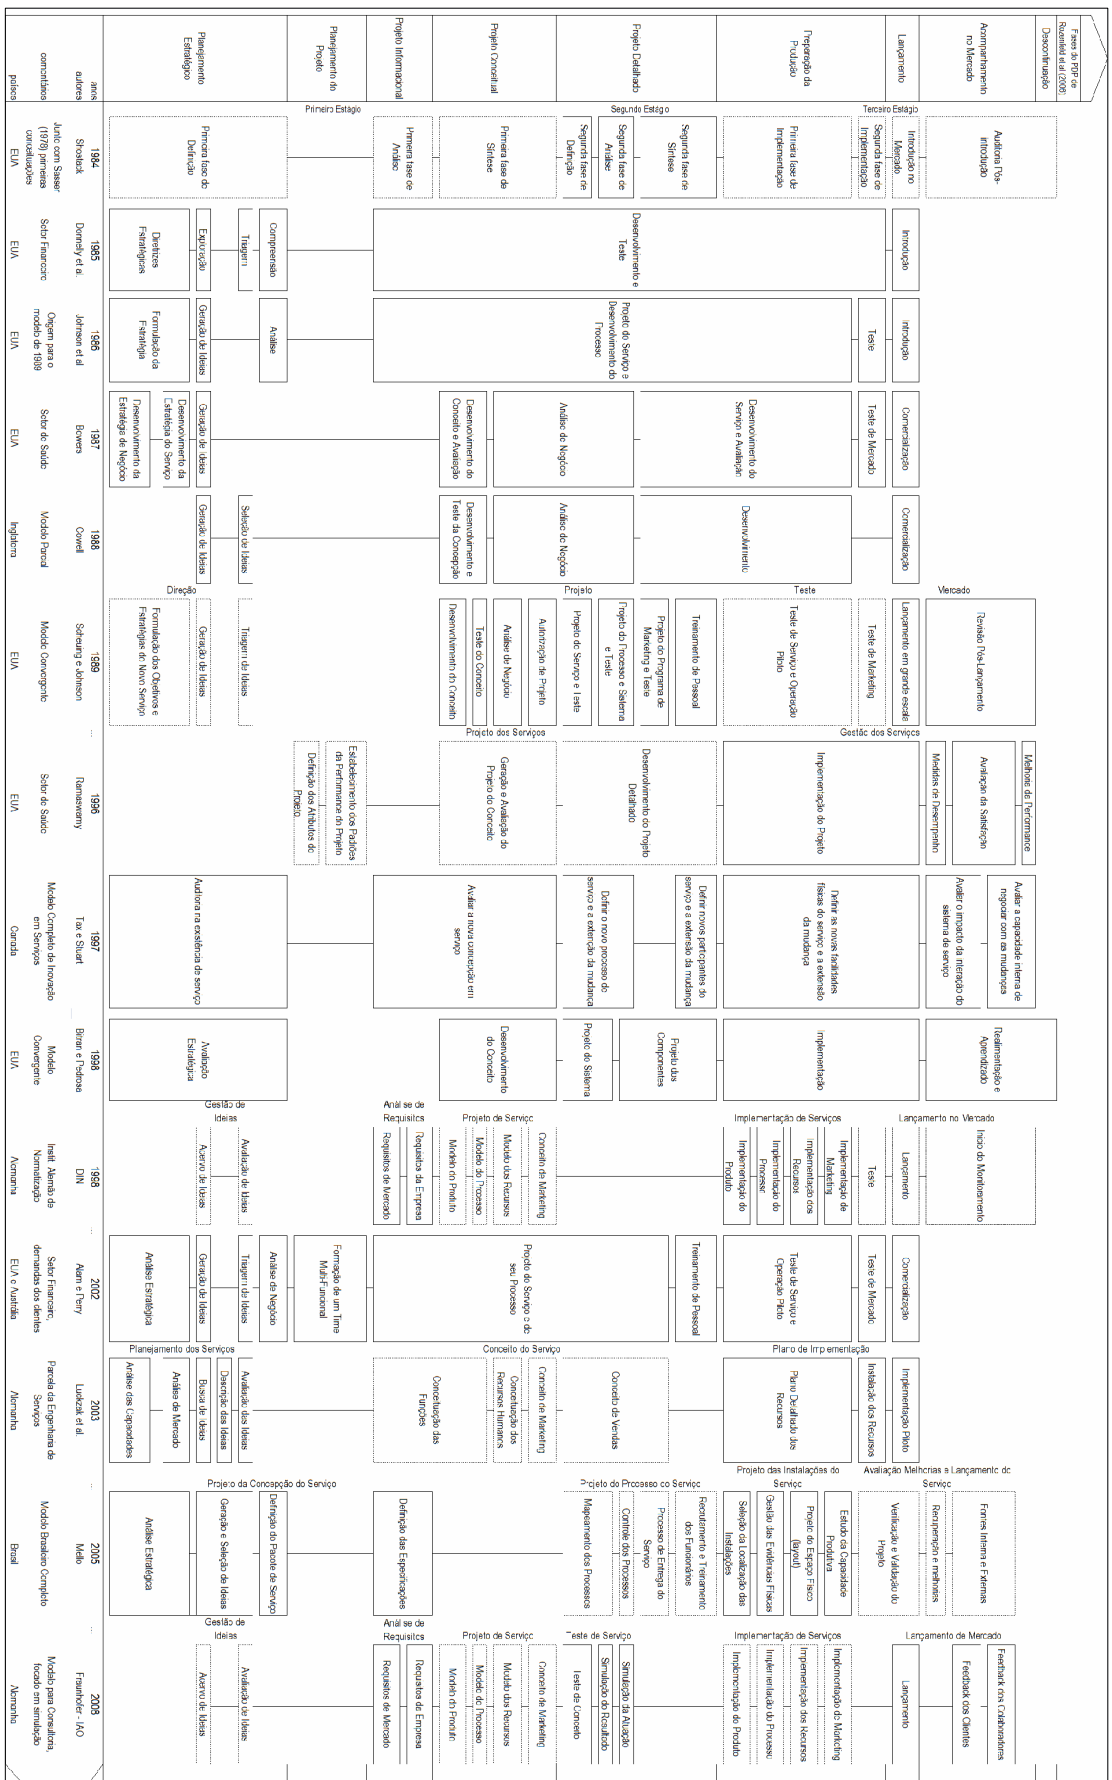 Fases do PDP de
Rozenfeld et al (2006)
Planejamento
Estratégico
Planejamento do
Projeto
Projeto Informacional
Projeto Conceitual
Projeto Detalhado
Preparação da
Produção
Lançamento
Acompanhamento
no Mercado
Descontinuação
anos
autores
comentários
países
1984
Shostack
Junto com Sasser
(1978) primeiras
conceituações
EUA
Primeiro Estágio
Segundo Estágio
Terceiro Estágio
Primeira fase de
Definição
Primeira fase de
Análise
Primeira fase de
Síntese
Segunda fase de
Definição
Segunda fase de
Análise
Segunda fase de
Síntese
Primeira fase de
Implementação
Segunda fase de
Implementação
Introdução no
Mercado
Auditoria Pós-
introdução
1985
Donnelly et al.
Setor Financeiro
EUA
Diretrizes
Estratégicas
Exploração
Triagem
Compreensão
Desenvolvimento e
Teste
Introdução
1986
Johnson et al
Origem para o
modelo de 1989
EUA
Formulação da
Estratégia
Geração de Ideias
Análise
Projeto do Serviço e
Desenvolvimento do
Processo
Teste
Introdução
1987
Bowers
Setor de Saúde
EUA
Desenvolvimento da
Estratégia de Negócio
Desenvolvimento da
Estratégia do Serviço
Geração de Ideias
Desenvolvimento do
Conceito e Avaliação
Análise do Negócio
Desenvolvimento do
Serviço e Avaliação
Teste de Mercado
Comercialização
1988
Cowell
Modelo Parcial
Inglaterra
Geração de Ideias
Seleção de Ideias
Desenvolvimento e
Teste da Concepção
Análise do Negócio
Desenvolvimento
Comercialização
1989
Scheuing e Johnson
Modelo Convergente
EUA
Direção
Projeto
Teste
Mercado
Formulação dos Objetivos e
Estratégias do Novo Serviço
Geração de Ideias
Triagem de Ideias
Desenvolvimento do Conceito
Teste do Conceito
Análise de Negócio
Autorização de Projeto
Projeto do Serviço e Teste
Projeto do Processo e Sistema
e Teste
Projeto do Programa de
Marketing e Teste
Treinamento de Pessoal
Teste de Serviço e Operação
Piloto
Teste de Marketing
Lançamento em grande escala
Revisão Pós-Lançamento
...
1996
Ramaswamy
Setor de Saúde
EUA
Projeto dos Serviços
Gestão dos Serviços
Definição dos Atributos do
Projeto
Estabelecimento dos Padrões
da Performance do Projeto
Geração e Avaliação do
Projeto do Conceito
Desenvolvimento do Projeto
Detalhado
Implementação do Projeto
Medidas de Desempenho
Avaliação da Satisfação
Melhoria da Performance
1997
Tax e Stuart
Modelo Completo de Inovação
em Serviços
Canada
Auditoria na existência de serviço
Avaliar a nova concepção em
serviço
Definir o novo processo do
serviço e a extenção da mudança
Definir novos participantes do
serviço e a extensão da mudança
Definir as novas facilidades
físicas do serviço e a extensão
da mudança
Avaliar o impacto da interação do
sistema de serviço
Avaliar a capacidade interna de
negociar com as mudanças
1998
Bitran e Pedrosa
Modelo
Convergente
EUA
Avaliação
Estratégica
Desenvolvimento
do Conceito
Projeto do Sistema
Projeto dos
Componentes
Implementação
Realimentação e
Aprendizado
1998
DIN
Instit. Alemão de
Normatização
Alemanha
Gestão de
Ideias
Análise de
Requisitos
Projeto de Serviço
Implementação de Serviços
Lançamento no Mercado
Acervo de Ideias
Avaliação de Ideias
Requisitos de Mercado
Requisitos da Empresa
Modelo do Produto
Modelo do Processo
Modelo dos Recursos
Conceito de Marketing
Implementação do
Produto
Implementação do
Processo
Implementação dos
Recursos
Implementação de
Marketing
Teste
Lançamento
Início do Monitoramento
...
2002
Alam e Perry
Setor Financeiro,
demandas dos clientes
EUA e Austrália
Análise Estratégica
Geração de Ideias
Triagem de Ideias
Análise de Negócio
Formação de um Time
Multi-Funcional
Projeto do Serviço e do
seu Processo
Treinamento de Pessoal
Teste de Serviço e
Operação Piloto
Teste de Mercado
Comercialização
2003
Luckzak et al.
Parcela da Engenharia de
Serviços
Alemanha
Planejamento dos Serviços
Conceito do Serviço
Plano de Implementação
Análise das Capacidades
Análise de Mercado
Busca de Ideias
Descrição das Ideias
Avaliação das Ideias
Conceituação das
Funções
Conceituação dos
Recursos Humanos
Conceito de Marketing
Conceito de Vendas
Plano Detalhado dos
Recursos
Instalação dos Recursos
Implementação Piloto
2005
Mello
Modelo Brasileiro Completo
Brasil
Projeto da Concepção do Serviço
Projeto do Processo do Serviço
Projeto das Instalações do
Serviço
Avaliação Melhorias e Lançamento do
Serviço
Análise Estratégica
Geração e Seleção de Ideias
Definição do Pacote de Serviço
Definição das Especificações
Mapeamento dos Processos
Controle dos Processos
Processo de Entrega do
Serviço
Recrutamento e Treinamento
dos Funcionários
Seleção da Localização das
Instalações
Gestão das Evidências Físicas
Projeto do Espaço Físico
(layout)
Estudo da Capacidade
Produtiva
Verificação e Validação do
Projeto
Recuperação e melhorias
Fontes Interna e Externas
...
2008
Fraunhofer - IAO
Modelo para Consultoria,
focado em simulação
Alemanha
Gestão de
Ideias
Análise de
Requisitos
Projeto de Serviço
Teste de Serviço
Implementação de Serviços
Lançamento de Mercado
Acervo de Ideias
Avaliação de Ideias
Requisitos de Mercado
Requisitos de Empresa
Modelo do Produto
Modelo do Processo
Modelo dos Recursos
Conceito de Marketing
Teste de Conceito
Simulação do Resultado
Simulação da Atuação
Implementação do Produto
Implementação do Processo
Implementação dos Recursos
Implementação de Marketing
Lançamento
Feedback dos Clientes
Feedback dos Colaboradores